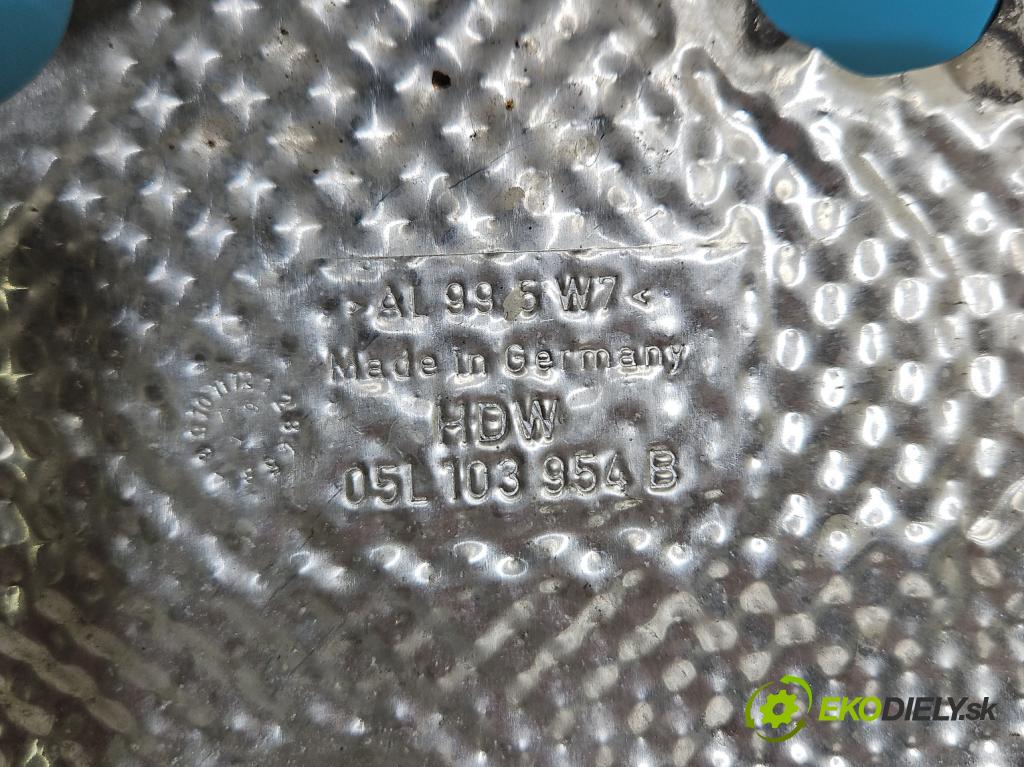 >AL 99,5 W7<
Made in Germany
HDW
05L 103 954 B
EKODIELY.sk